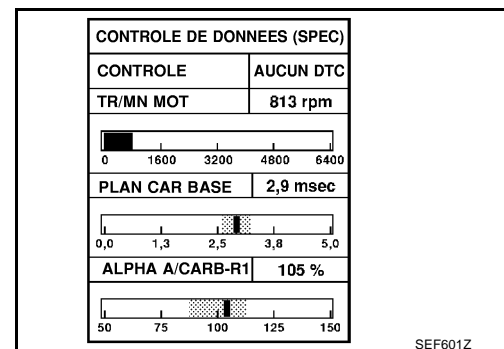 CONTROLE DE DONNEES (SPEC)
CONTROLE AUCUN DTC
TR/MN MOT 813 rpm
0 1600 3200 4800 6400
PLAN CAR BASE 2,9 msec
0,0 1,3 2,5 3,8 5,0
ALPHA A/CARB-R1 105 %
50 75 100 125 150
SEF601Z